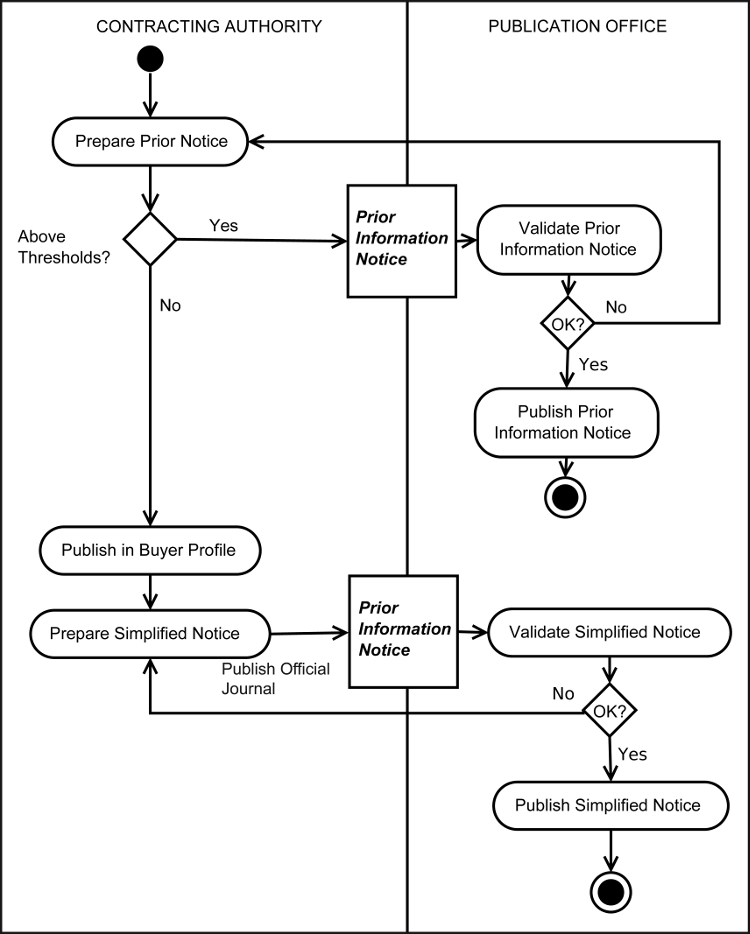 CONTRACTING AUTHORITY
PUBLICATION OFFICE
Prepare Prior Notice
Above
Thresholds?
Yes
No
Prior
Information
Notice
Validate Prior
Information Notice
OK?
No
Yes
Publish Prior
Information Notice
Publish in Buyer Profile
Prepare Simplified Notice
Publish Official
Journal
Prior
Information
Notice
Validate Simplified Notice
No
OK?
Yes
Publish Simplified Notice